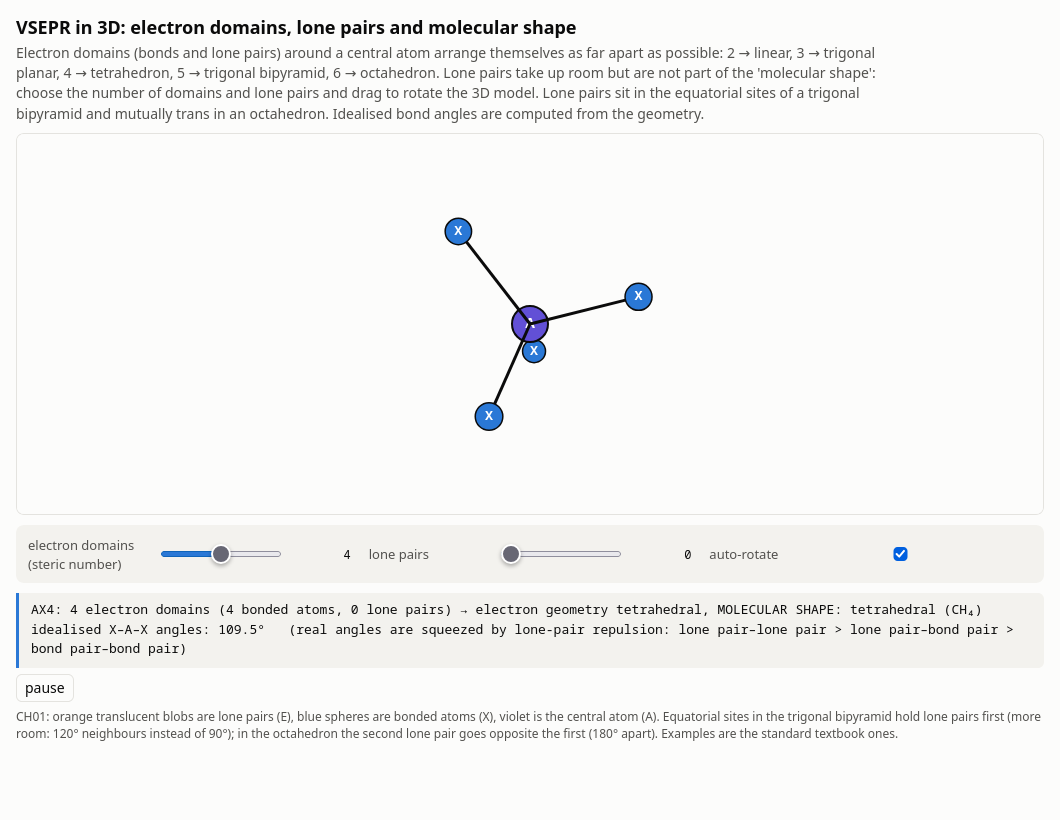 VSEPR in 3D: electron domains, lone pairs and molecular shape
Electron domains (bonds and lone pairs) around a central atom arrange themselves as far apart as possible: 2 → linear, 3 → trigonal
planar, 4 → tetrahedron, 5 → trigonal bipyramid, 6 → octahedron. Lone pairs take up room but are not part of the 'molecular shape':
choose the number of domains and lone pairs and drag to rotate the 3D model. Lone pairs sit in the equatorial sites of a trigonal
bipyramid and mutually trans in an octahedron. Idealised bond angles are computed from the geometry.
X
X
X
X
electron domains
(steric number)
4
lone pairs
0
auto-rotate
AX4: 4 electron domains (4 bonded atoms, 0 lone pairs) → electron geometry tetrahedral, MOLECULAR SHAPE: tetrahedral (CH₄)
idealised X–A–X angles: 109.5° (real angles are squeezed by lone-pair repulsion: lone pair–lone pair > lone pair–bond pair >
bond pair–bond pair)
pause
CH01: orange translucent blobs are lone pairs (E), blue spheres are bonded atoms (X), violet is the central atom (A). Equatorial sites in the trigonal bipyramid hold lone pairs first (more
room: 120° neighbours instead of 90°); in the octahedron the second lone pair goes opposite the first (180° apart). Examples are the standard textbook ones.